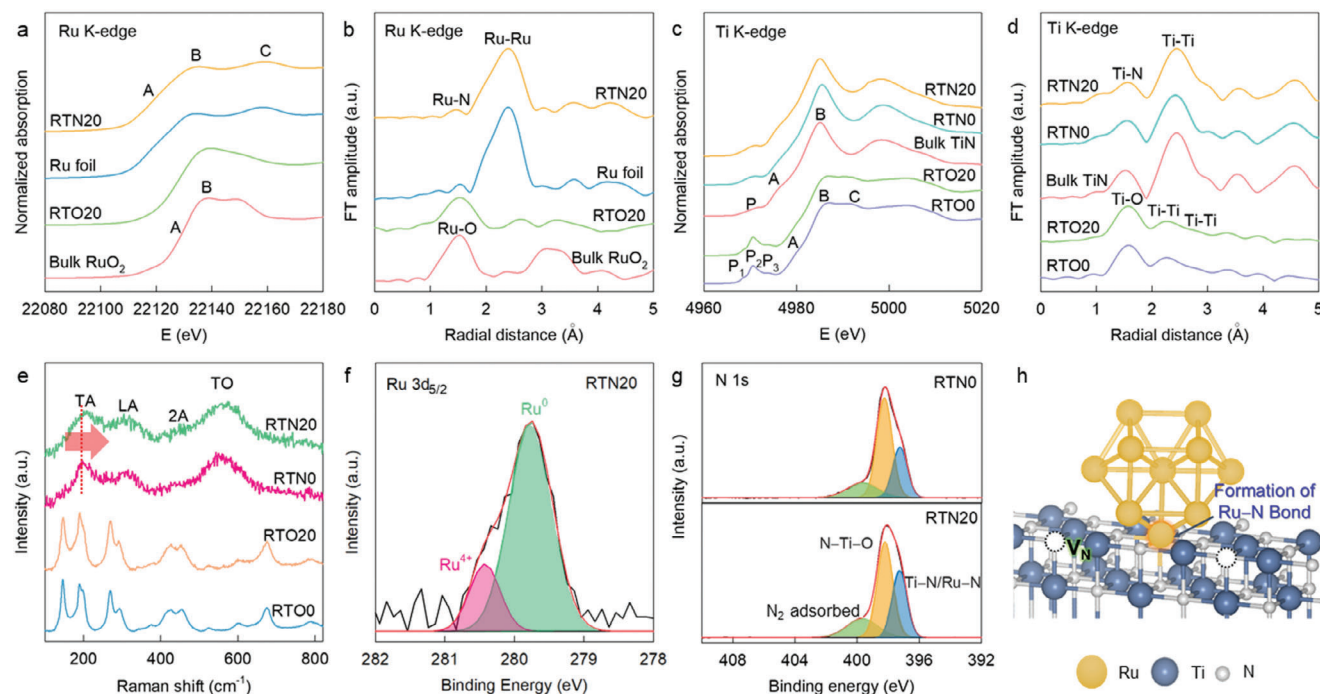 a Ru K-edge
A
B
C
RTN20
Ru foil
RTO20
B
A
Bulk RuO₂
22080 22100 22120 22140 22160 22180
E (eV)
Normalized absorption
b Ru K-edge
Ru-Ru
Ru-N
RTN20
Ru foil
RTO20
Ru-O
Bulk RuO₂
0 1 2 3 4 5
Radial distance (Å)
FT amplitude (a.u.)
c Ti K-edge
RTN20
RTN0
B
Bulk TiN
A
P
RTO20
B C
RTO0
A
P₁ P₂ P₃
4960 4980 5000 5020
E (eV)
Normalized absorption
d Ti K-edge
Ti-Ti
Ti-N
RTN20
RTN0
Bulk TiN
Ti-O
Ti-Ti
Ti-Ti
RTO20
RTO0
0 1 2 3 4 5
Radial distance (Å)
FT amplitude (a.u.)
e
TA
LA
2A
TO
RTN20
RTN0
RTO20
RTO0
200 400 600 800
Raman shift (cm⁻¹)
Intensity (a.u.)
f Ru 3d₅/₂ RTN20
Ru⁰
Ru⁴⁺
282 281 280 279 278
Binding Energy (eV)
Intensity (a.u.)
g N 1s RTN0
RTN20
N–Ti–O
Ti–N/Ru–N
N₂ adsorbed
408 404 400 396 392
Binding energy (eV)
Intensity (a.u.)
h
Formation of
Ru–N Bond
V_N
Ru Ti N